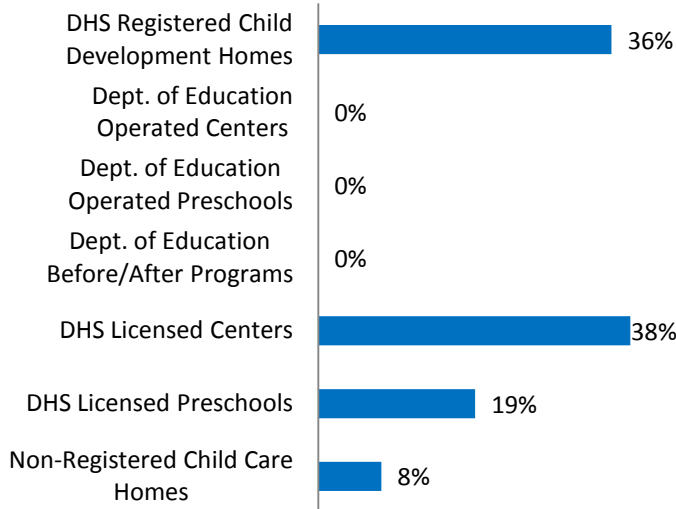 DHS Registered Child
Development Homes
36%
Dept. of Education
Operated Centers
0%
Dept. of Education
Operated Preschools
0%
Dept. of Education
Before/After Programs
0%
DHS Licensed Centers
38%
DHS Licensed Preschools
19%
Non-Registered Child Care
Homes
8%